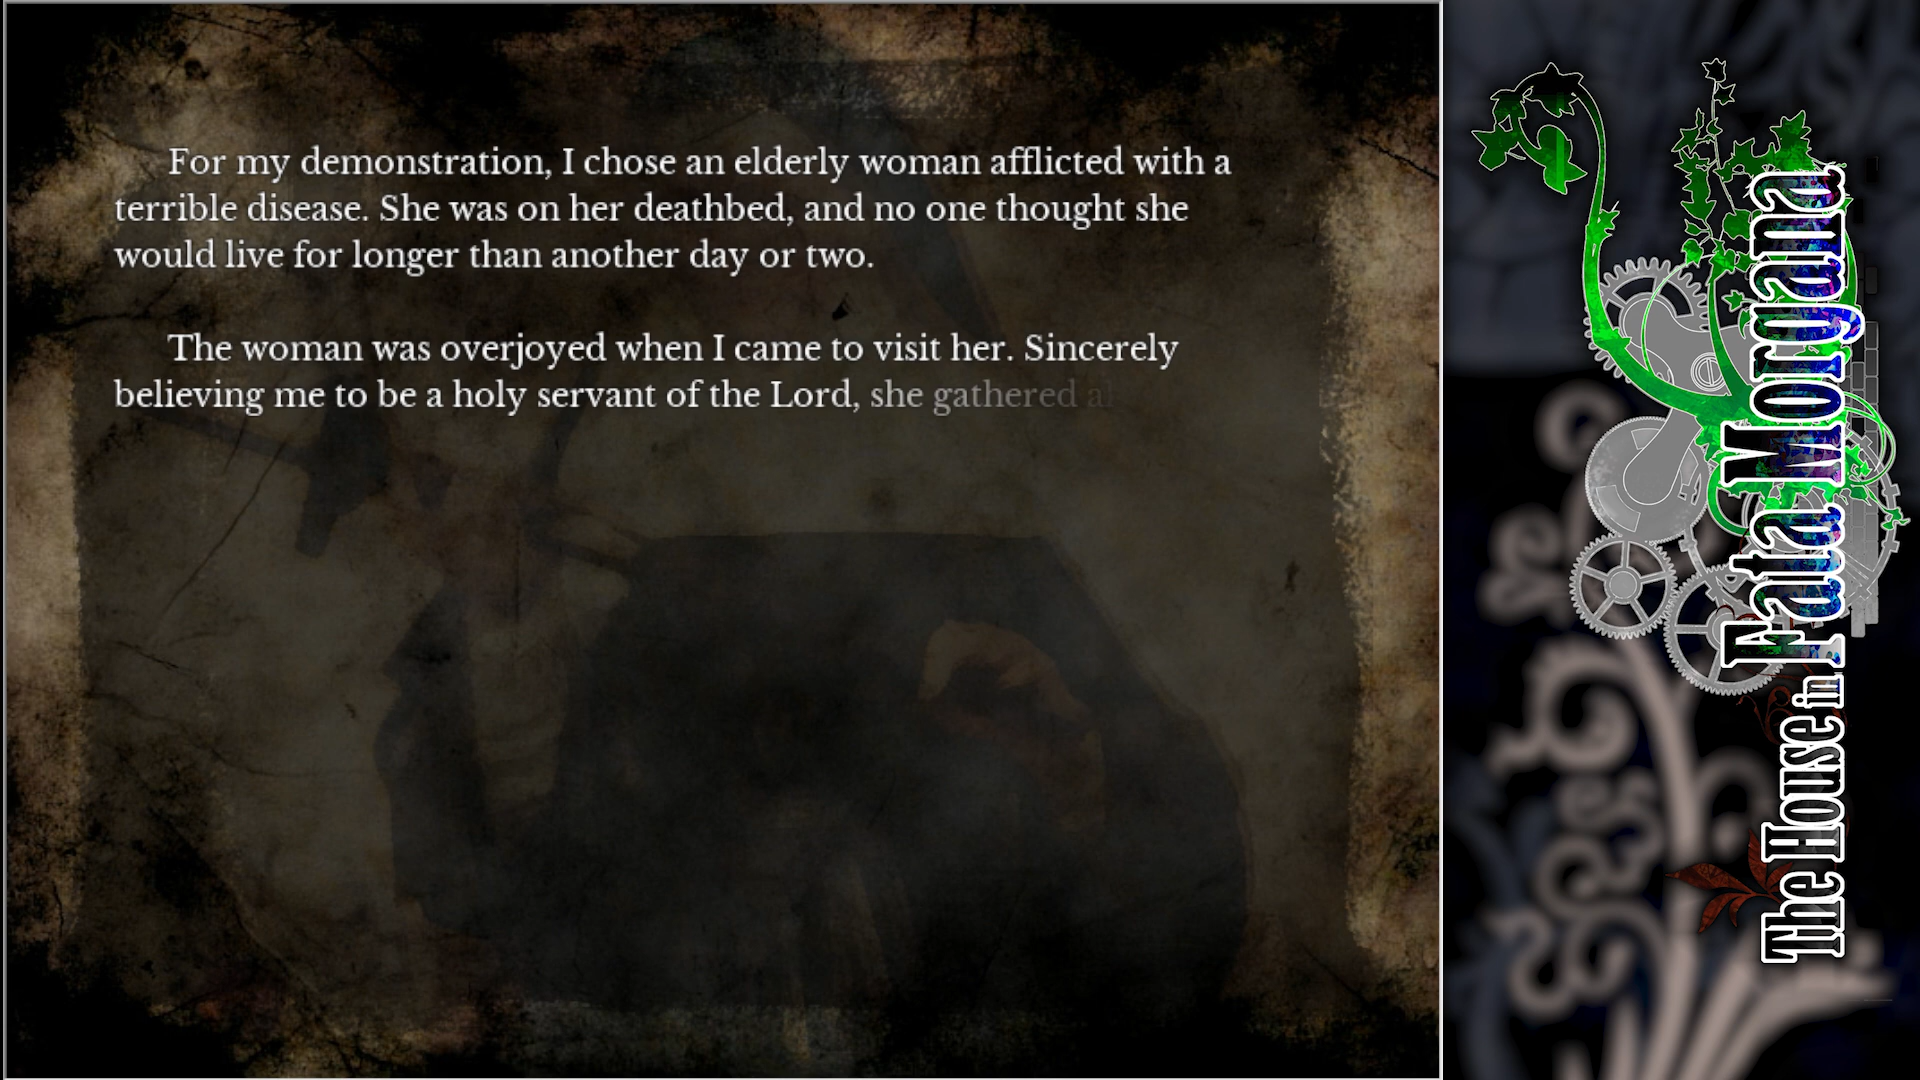 For my demonstration, I chose an elderly woman afflicted with a
terrible disease. She was on her deathbed, and no one thought she
would live for longer than another day or two.
The woman was overjoyed when I came to visit her. Sincerely
believing me to be a holy servant of the Lord, she gathered
The House in Fata Morgana